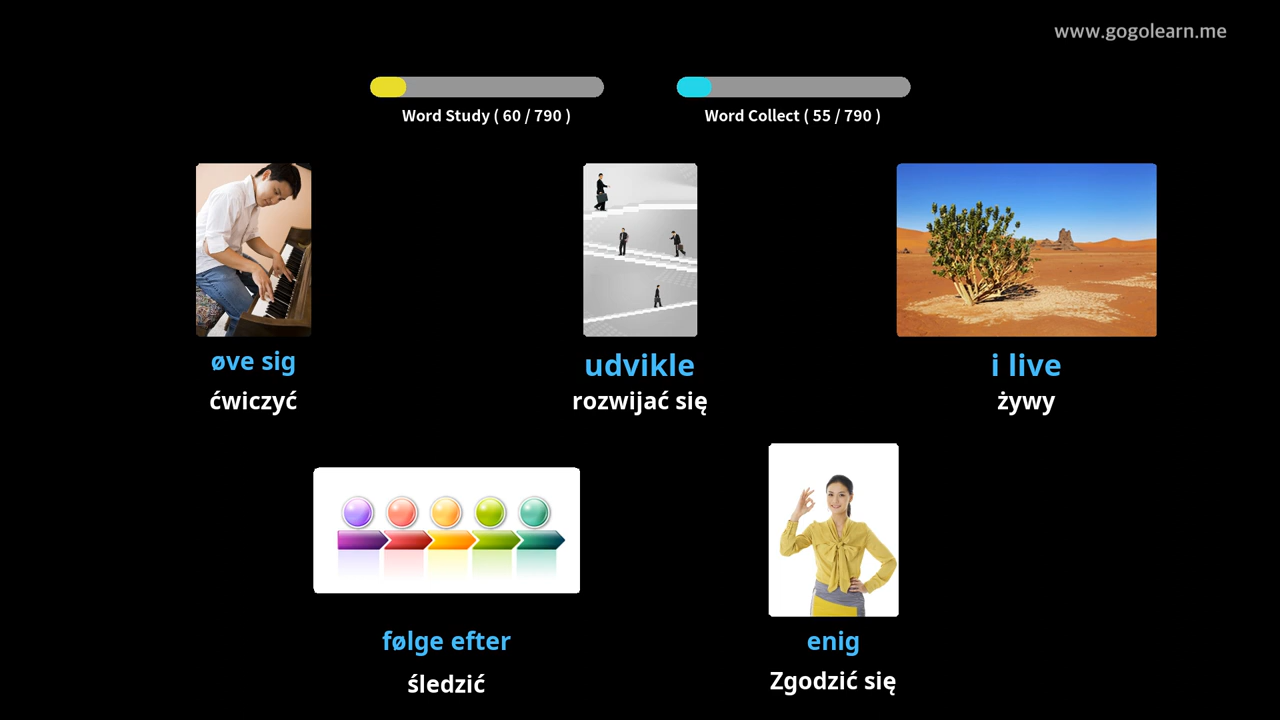 www.gogolearn.me
Word Study ( 60 / 790 )
Word Collect ( 55 / 790 )
øve sig
ćwiczyć
udvikle
rozwijać się
i live
żywy
følge efter
śledzić
enig
Zgodzić się